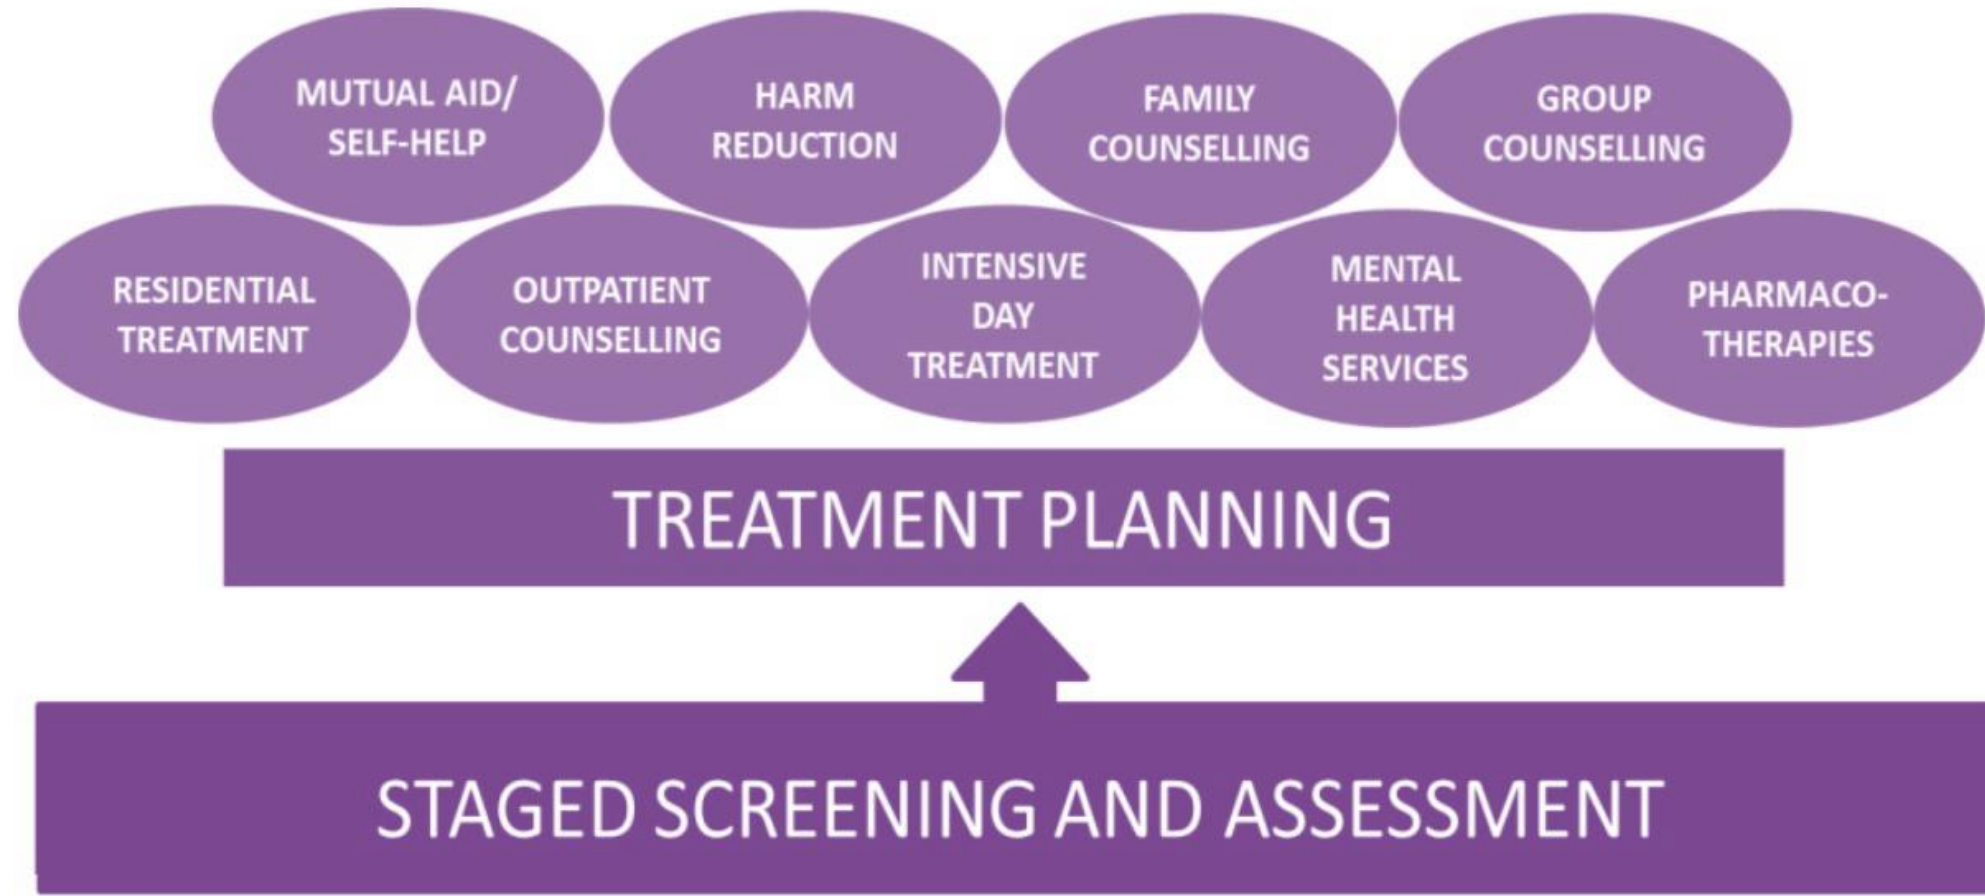 MUTUAL AID/
SELF-HELP
HARM
REDUCTION
FAMILY
COUNSELLING
GROUP
COUNSELLING
RESIDENTIAL
TREATMENT
OUTPATIENT
COUNSELLING
INTENSIVE
DAY
TREATMENT
MENTAL
HEALTH
SERVICES
PHARMACO-
THERAPIES
TREATMENT PLANNING
STAGED SCREENING AND ASSESSMENT